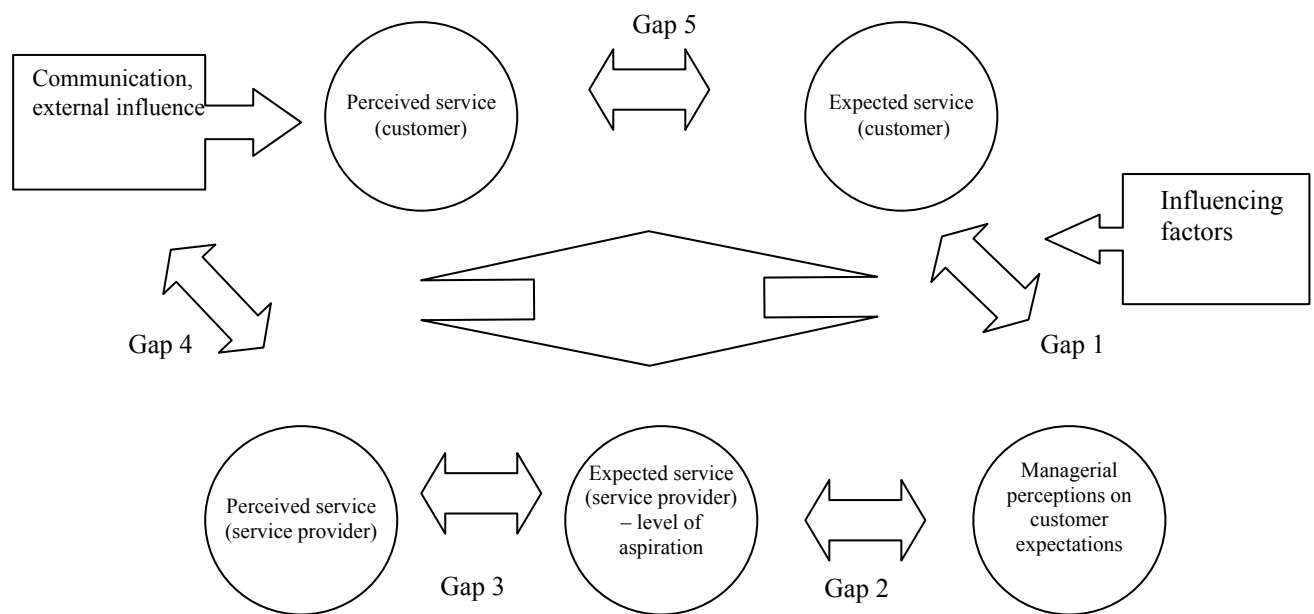 Gap 5
Communication,
external influence
Perceived service
(customer)
Expected service
(customer)
Influencing
factors
Gap 4
Gap 1
Perceived service
(service provider)
Expected service
(service provider)
– level of
aspiration
Managerial
perceptions on
customer
expectations
Gap 3
Gap 2